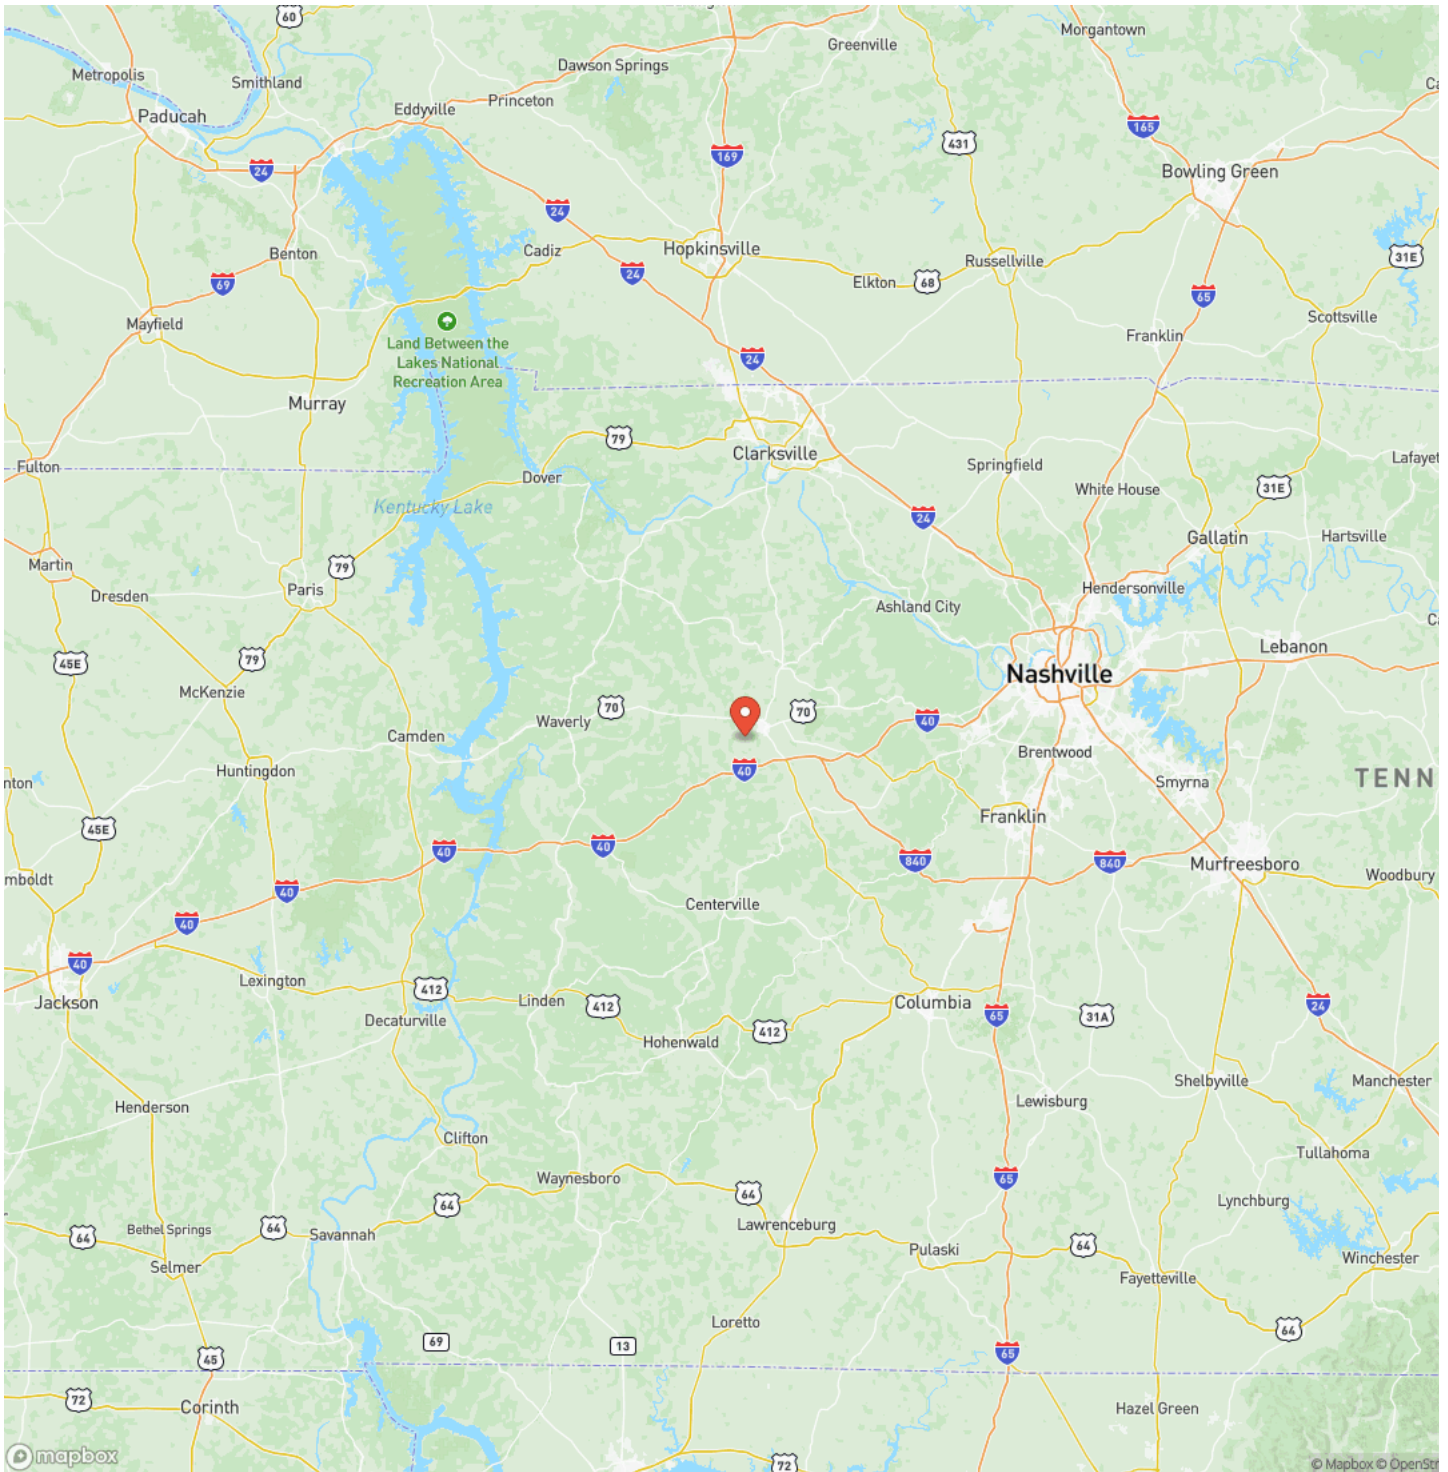 60
Morgantown
Greenville
Dawson Springs
Metropolis
Smithland
Princeton
Eddyville
Paducah
165
431
169
24
Bowling Green
24
Cadiz
Hopkinsville
Benton
31E
Russellville
24
69
Elkton
68
65
Scottsville
Mayfield
Franklin
Land Between the
Lakes National
Recreation Area
24
Murray
79
Clarksville
Fulton
Springfield
Lafayet
Dover
White House
31E
Kentucky Lake
24
Gallatin
Hartsville
Martin
79
Paris
Dresden
Hendersonville
Ashland City
Lebanon
45E
79
Nashville
McKenzie
70
70
Waverly
40
Camden
Brentwood
Huntingdon
40
TENN
Smyrna
nton
Franklin
45E
40
40
840
840
Murfreesboro
mboldt
Woodbury
40
Centerville
40
40
Lexington
412
Linden
412
Jackson
Columbia
24
65
31A
Decaturville
412
Hohenwald
Shelbyville
Manchester
Henderson
Lewisburg
Clifton
Tullahoma
Waynesboro
65
64
64
Lynchburg
Bethel Springs
64
64
Savannah
Lawrenceburg
64
Pulaski
Winchester
Selmer
Fayetteville
Loretto
64
69
13
65
45
72
Corinth
Hazel Green
mapbox
72
© Mapbox © OpenStr